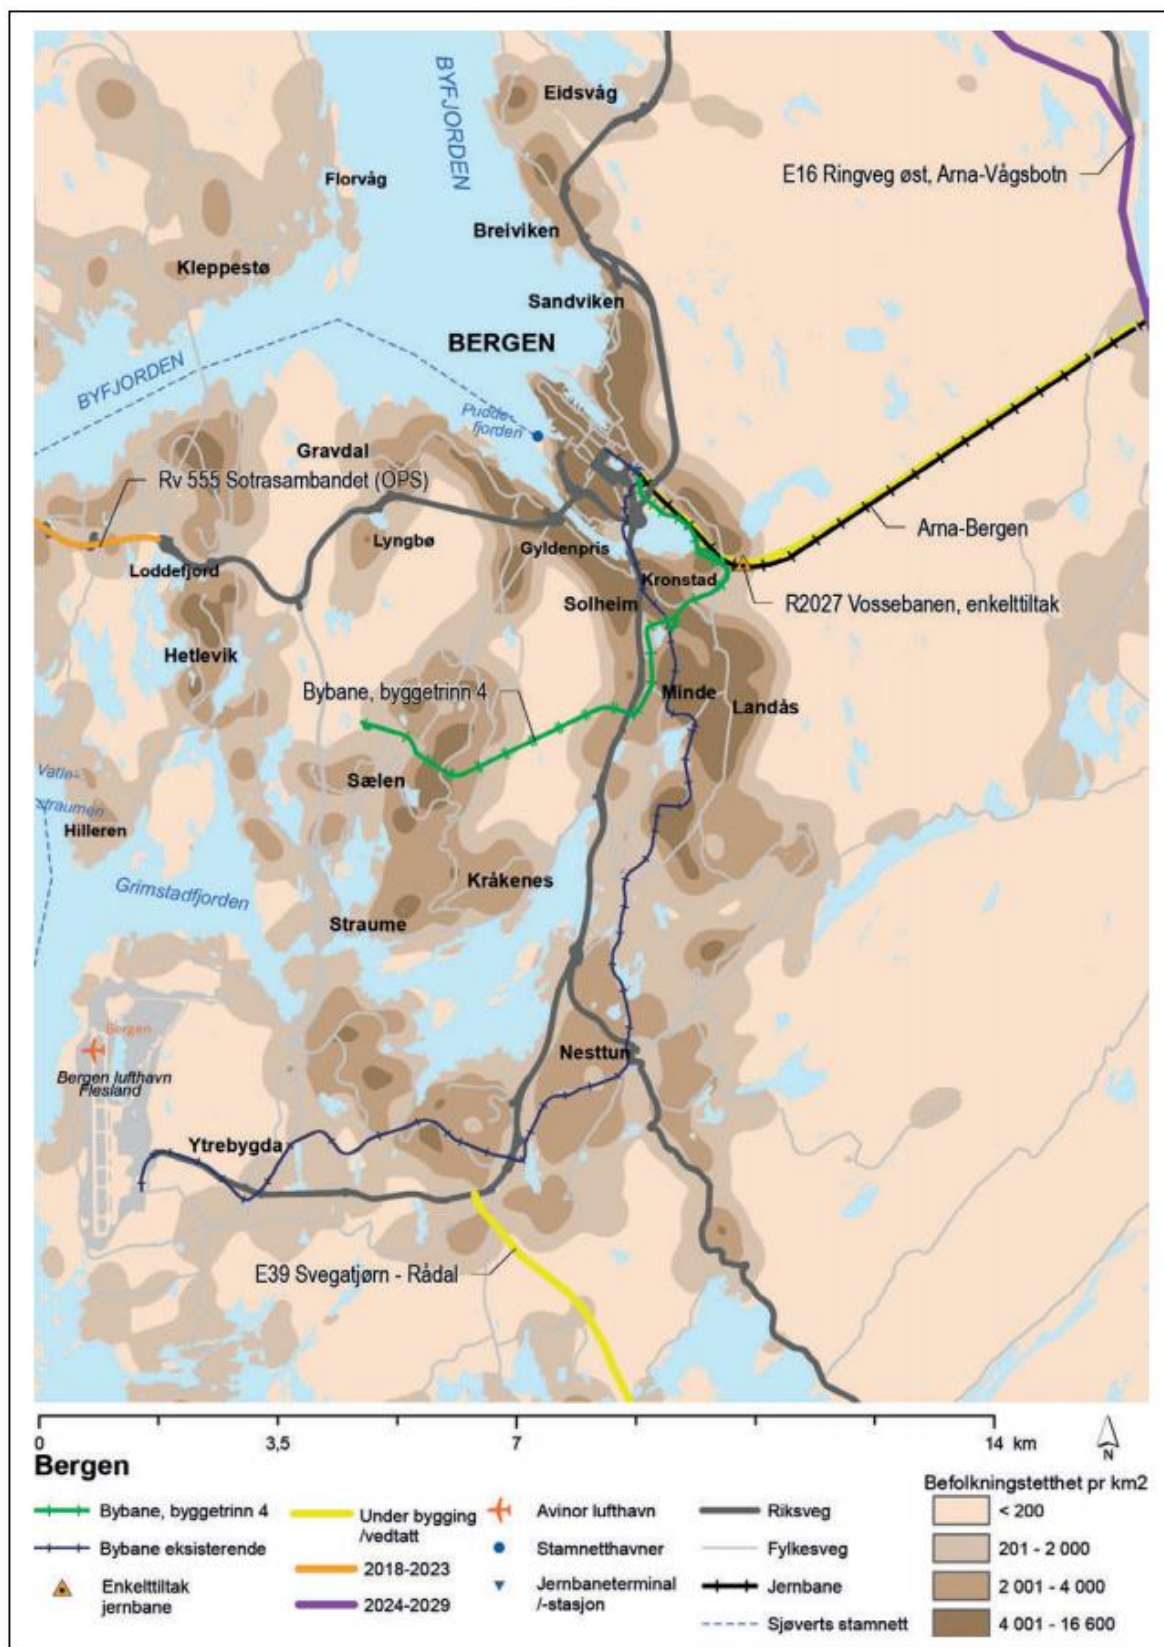 BYFJORDEN
Eidsvåg
E16 Ringveg øst, Arna-Vågsbotn
Florvåg
Breiviken
Kleppestø
Sandviken
BERGEN
BYFJORDEN
Pudde-
fjorden
Gravdal
Rv 555 Sotrasambandet (OPS)
Arna-Bergen
Lyngbø
Gyldenpris
Loddefjord
Kronstad
Solheim
R2027 Vossebanen, enkelttiltak
Hetlevik
Bybane, byggetrinn 4
Minde
Landås
Sælen
Vatle-
straumen
Hilleren
Kråkenes
Grimstadfjorden
Straume
Bergen
Nesttun
Bergen lufthavn
Flesland
Ytrebygda
E39 Svegatjørn - Rådal
0 3,5 7 14 km
N
Bergen
Bybane, byggetrinn 4
Bybane eksisterende
Enkelttiltak
jernbane
Under bygging
/vedtatt
2018-2023
2024-2029
Avinor lufthavn
Stamnetthavner
Jernbaneterminal
/-stasjon
Riksveg
Fylkesveg
Jernbane
Sjøverts stamnett
Befolkningstetthet pr km2
< 200
201 - 2 000
2 001 - 4 000
4 001 - 16 600